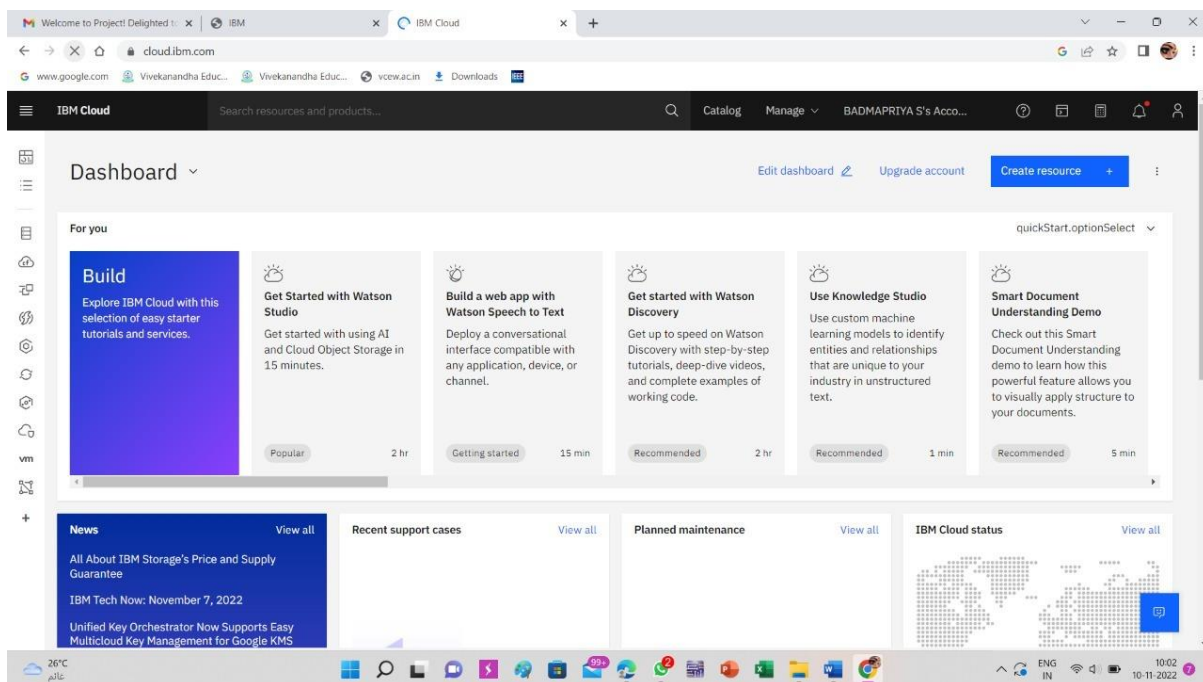 Welcome to Project! Delighted to
IBM
IBM Cloud
cloud.ibm.com
www.google.com
Vivekanandha Educ...
Vivekanandha Educ...
vcew.ac.in
Downloads
IEEE
IBM Cloud
Search resources and products...
Catalog
Manage
BADMAPRIYA S's Acco...
Dashboard
Edit dashboard
Upgrade account
Create resource +
For you
quickStart.optionSelect
Build
Explore IBM Cloud with this
selection of easy starter
tutorials and services.
Get Started with Watson
Studio
Get started with using AI
and Cloud Object Storage in
15 minutes.
Popular
2 hr
Build a web app with
Watson Speech to Text
Deploy a conversational
interface compatible with
any application, device, or
channel.
Getting started
15 min
Get started with Watson
Discovery
Get up to speed on Watson
Discovery with step-by-step
tutorials, deep-dive videos,
and complete examples of
working code.
Recommended
2 hr
Use Knowledge Studio
Use custom machine
learning models to identify
entities and relationships
that are unique to your
industry in unstructured
text.
Recommended
1 min
Smart Document
Understanding Demo
Check out this Smart
Document Understanding
demo to learn how this
powerful feature allows you
to visually apply structure to
your documents.
Recommended
5 min
vm
News
View all
All About IBM Storage's Price and Supply
Guarantee
IBM Tech Now: November 7, 2022
Unified Key Orchestrator Now Supports Easy
Multicloud Key Management for Google KMS
Recent support cases
View all
Planned maintenance
View all
IBM Cloud status
View all
26°C
غائم
99+
2
ENG
IN
10:02
10-11-2022
7